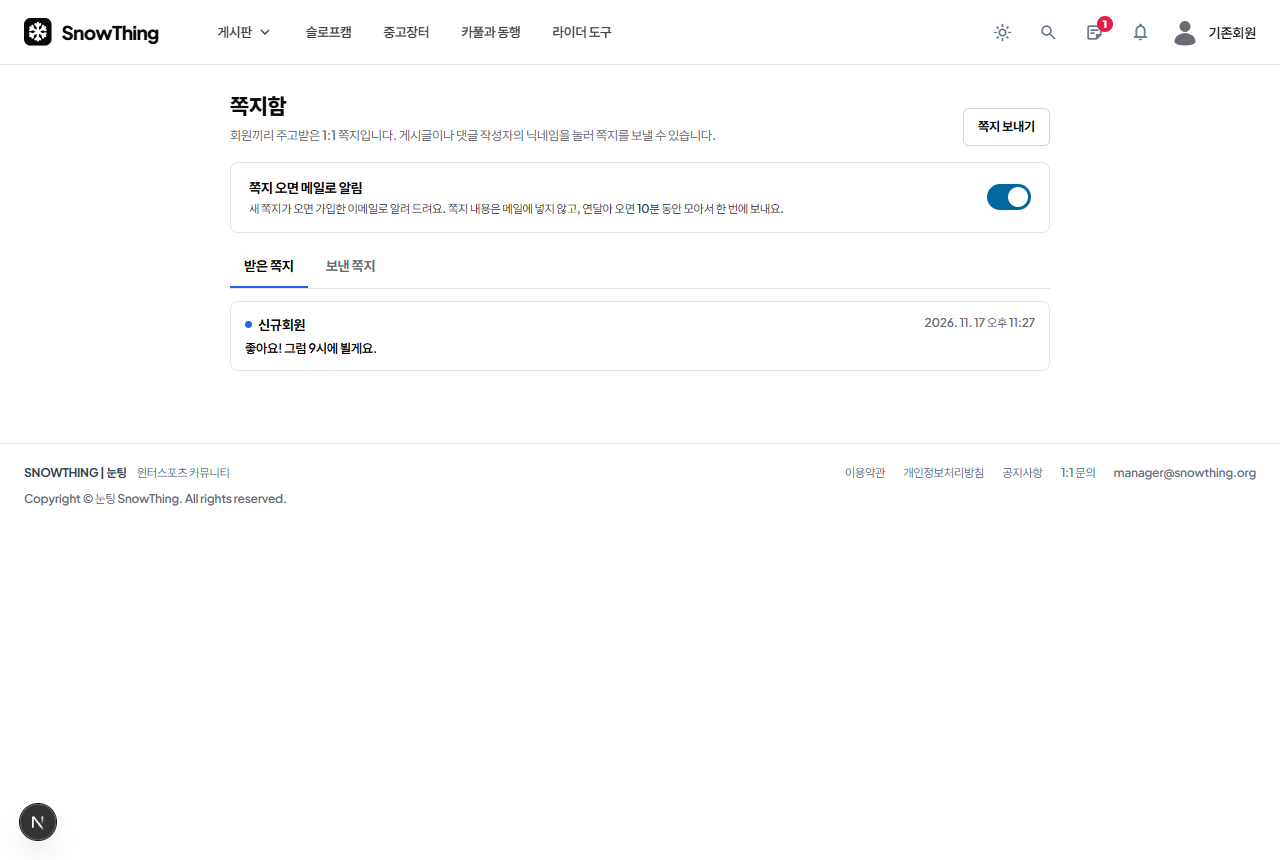 SnowThing
게시판
슬로프캠
중고장터
카풀과 동행
라이더 도구
1
기존회원
쪽지함
회원끼리 주고받은 1:1 쪽지입니다. 게시글이나 댓글 작성자의 닉네임을 눌러 쪽지를 보낼 수 있습니다.
쪽지 보내기
쪽지 오면 메일로 알림
새 쪽지가 오면 가입한 이메일로 알려 드려요. 쪽지 내용은 메일에 넣지 않고, 연달아 오면 10분 동안 모아서 한 번에 보내요.
받은 쪽지
보낸 쪽지
신규회원
2026. 11. 17 오후 11:27
좋아요! 그럼 9시에 뵐게요.
SNOWTHING | 눈팅 윈터스포츠 커뮤니티
이용약관
개인정보처리방침
공지사항
1:1 문의
manager@snowthing.org
Copyright © 눈팅 SnowThing. All rights reserved.
N